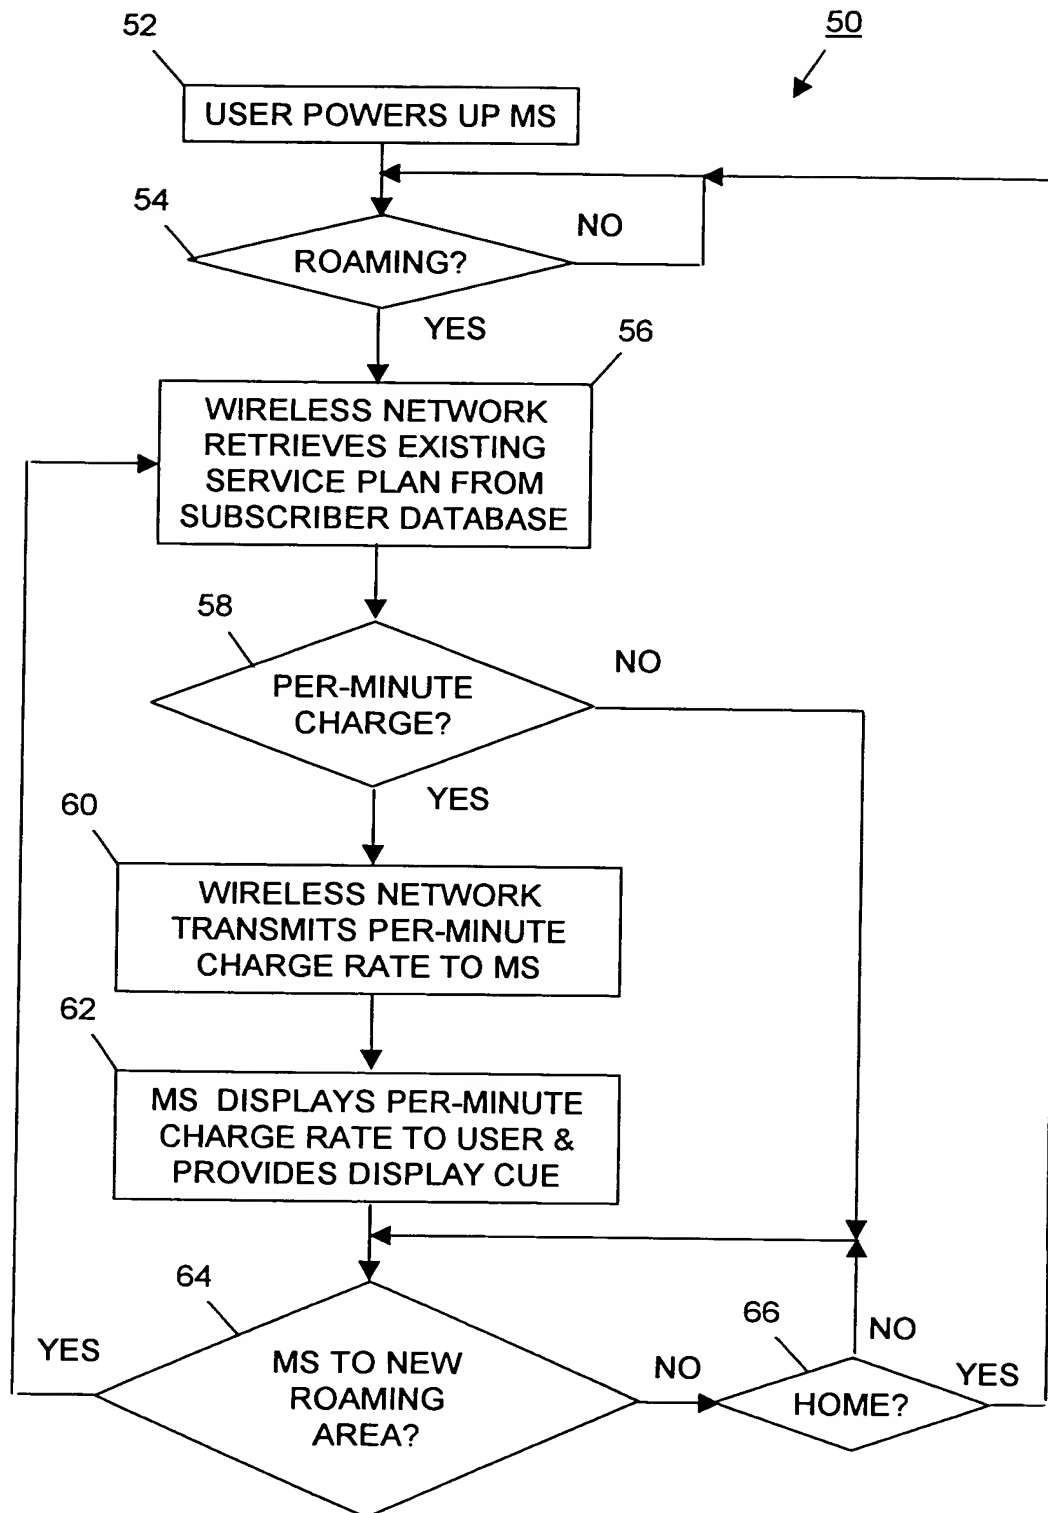 52
50
USER POWERS UP MS
54
NO
ROAMING?
YES
56
WIRELESS NETWORK
RETRIEVES EXISTING
SERVICE PLAN FROM
SUBSCRIBER DATABASE
58
NO
PER-MINUTE
CHARGE?
YES
60
WIRELESS NETWORK
TRANSMITS PER-MINUTE
CHARGE RATE TO MS
62
MS DISPLAYS PER-MINUTE
CHARGE RATE TO USER &
PROVIDES DISPLAY CUE
64
66
NO
YES
MS TO NEW
ROAMING
AREA?
NO
HOME?
YES